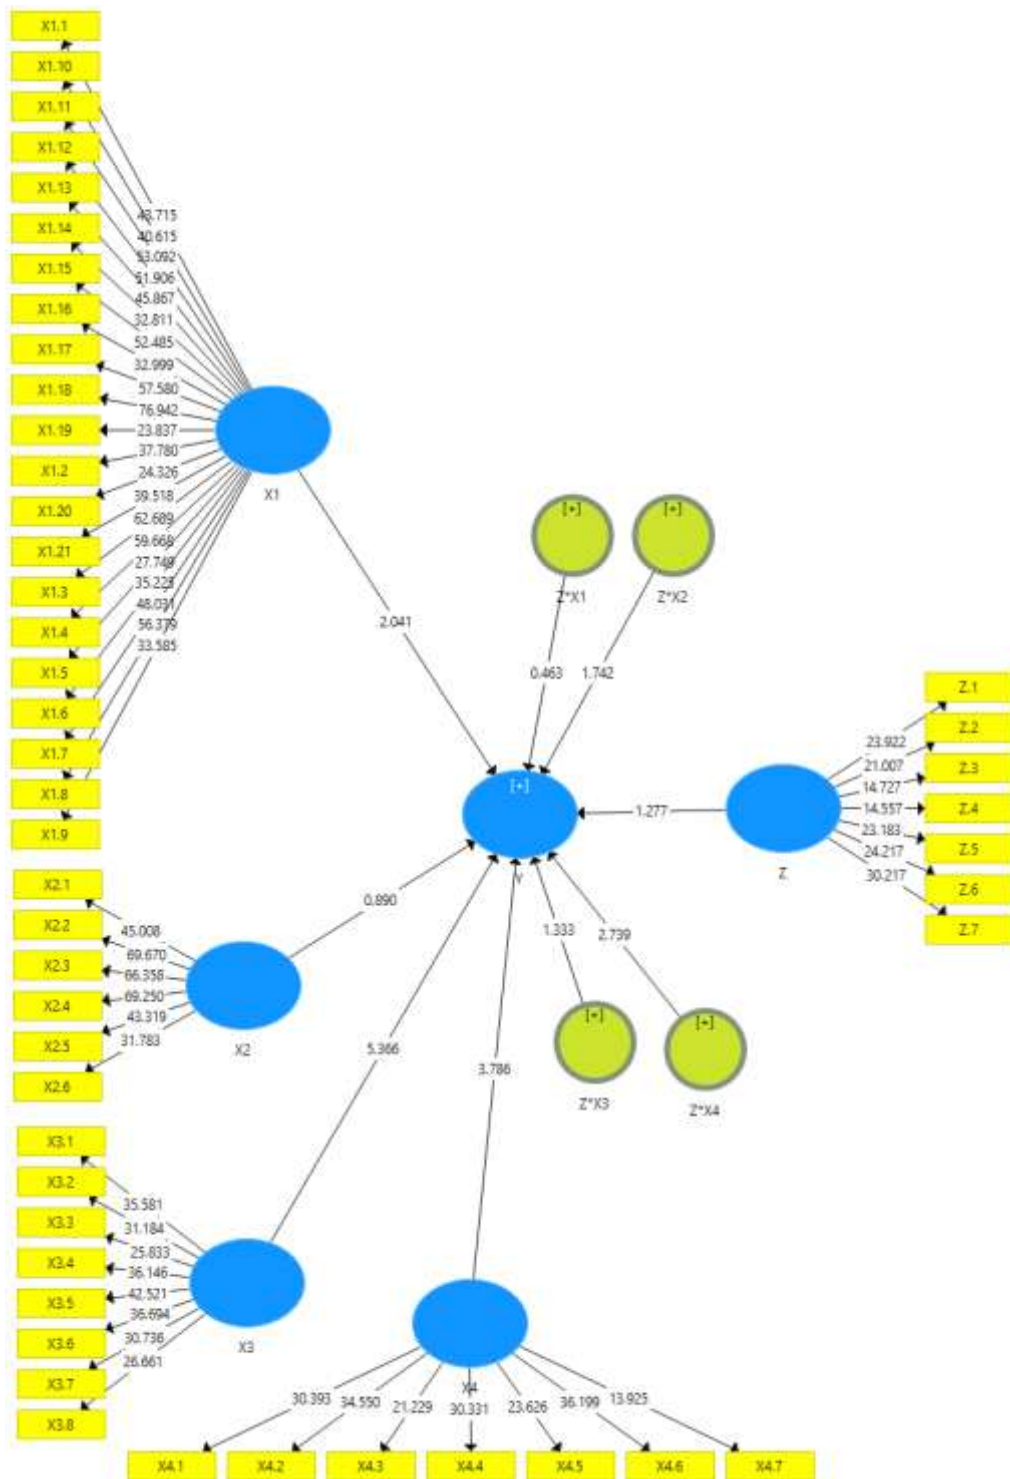 X1.1
X1.10
X1.11
X1.12
X1.13
X1.14
X1.15
X1.16
X1.17
X1.18
X1.19
X1.2
X1.20
X1.21
X1.3
X1.4
X1.5
X1.6
X1.7
X1.8
X1.9
43.715
40.615
53.092
51.906
45.867
32.811
52.485
32.999
57.580
76.942
23.837
37.780
24.326
39.518
62.689
59.668
27.749
35.225
48.031
56.379
33.585
X1
2.041
[+]
[+]
Z*X1
Z*X2
0.463
1.742
[+]
Y
1.277
Z
23.922
21.007
14.727
14.557
23.183
24.217
30.217
Z.1
Z.2
Z.3
Z.4
Z.5
Z.6
Z.7
X2.1
X2.2
X2.3
X2.4
X2.5
X2.6
45.008
69.670
66.358
69.250
43.319
31.783
X2
0.890
5.366
3.786
1.333
2.739
[+]
[+]
Z*X3
Z*X4
X3.1
X3.2
X3.3
X3.4
X3.5
X3.6
X3.7
X3.8
35.581
31.184
25.833
36.146
42.521
36.694
30.736
26.661
X3
X4
30.393
34.550
21.229
30.331
23.626
36.199
13.925
X4.1
X4.2
X4.3
X4.4
X4.5
X4.6
X4.7